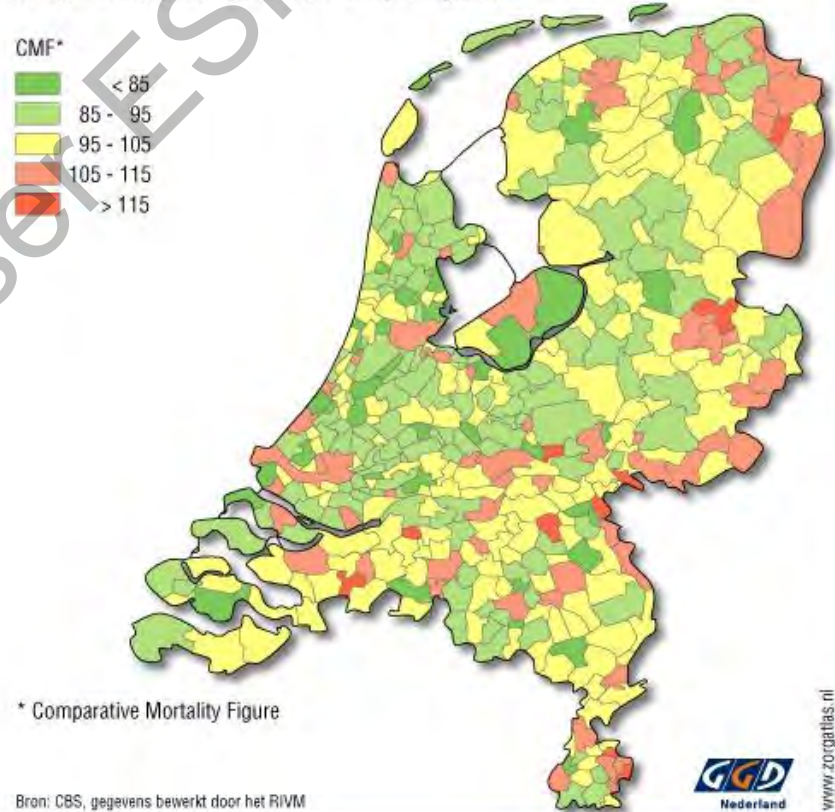 CMF*
< 85
85 - 95
95 - 105
105 - 115
> 115
* Comparative Mortality Figure
Bron: CBS, gegevens bewerkt door het RIVM
GGD
Nederland
www.zorgatlas.nl